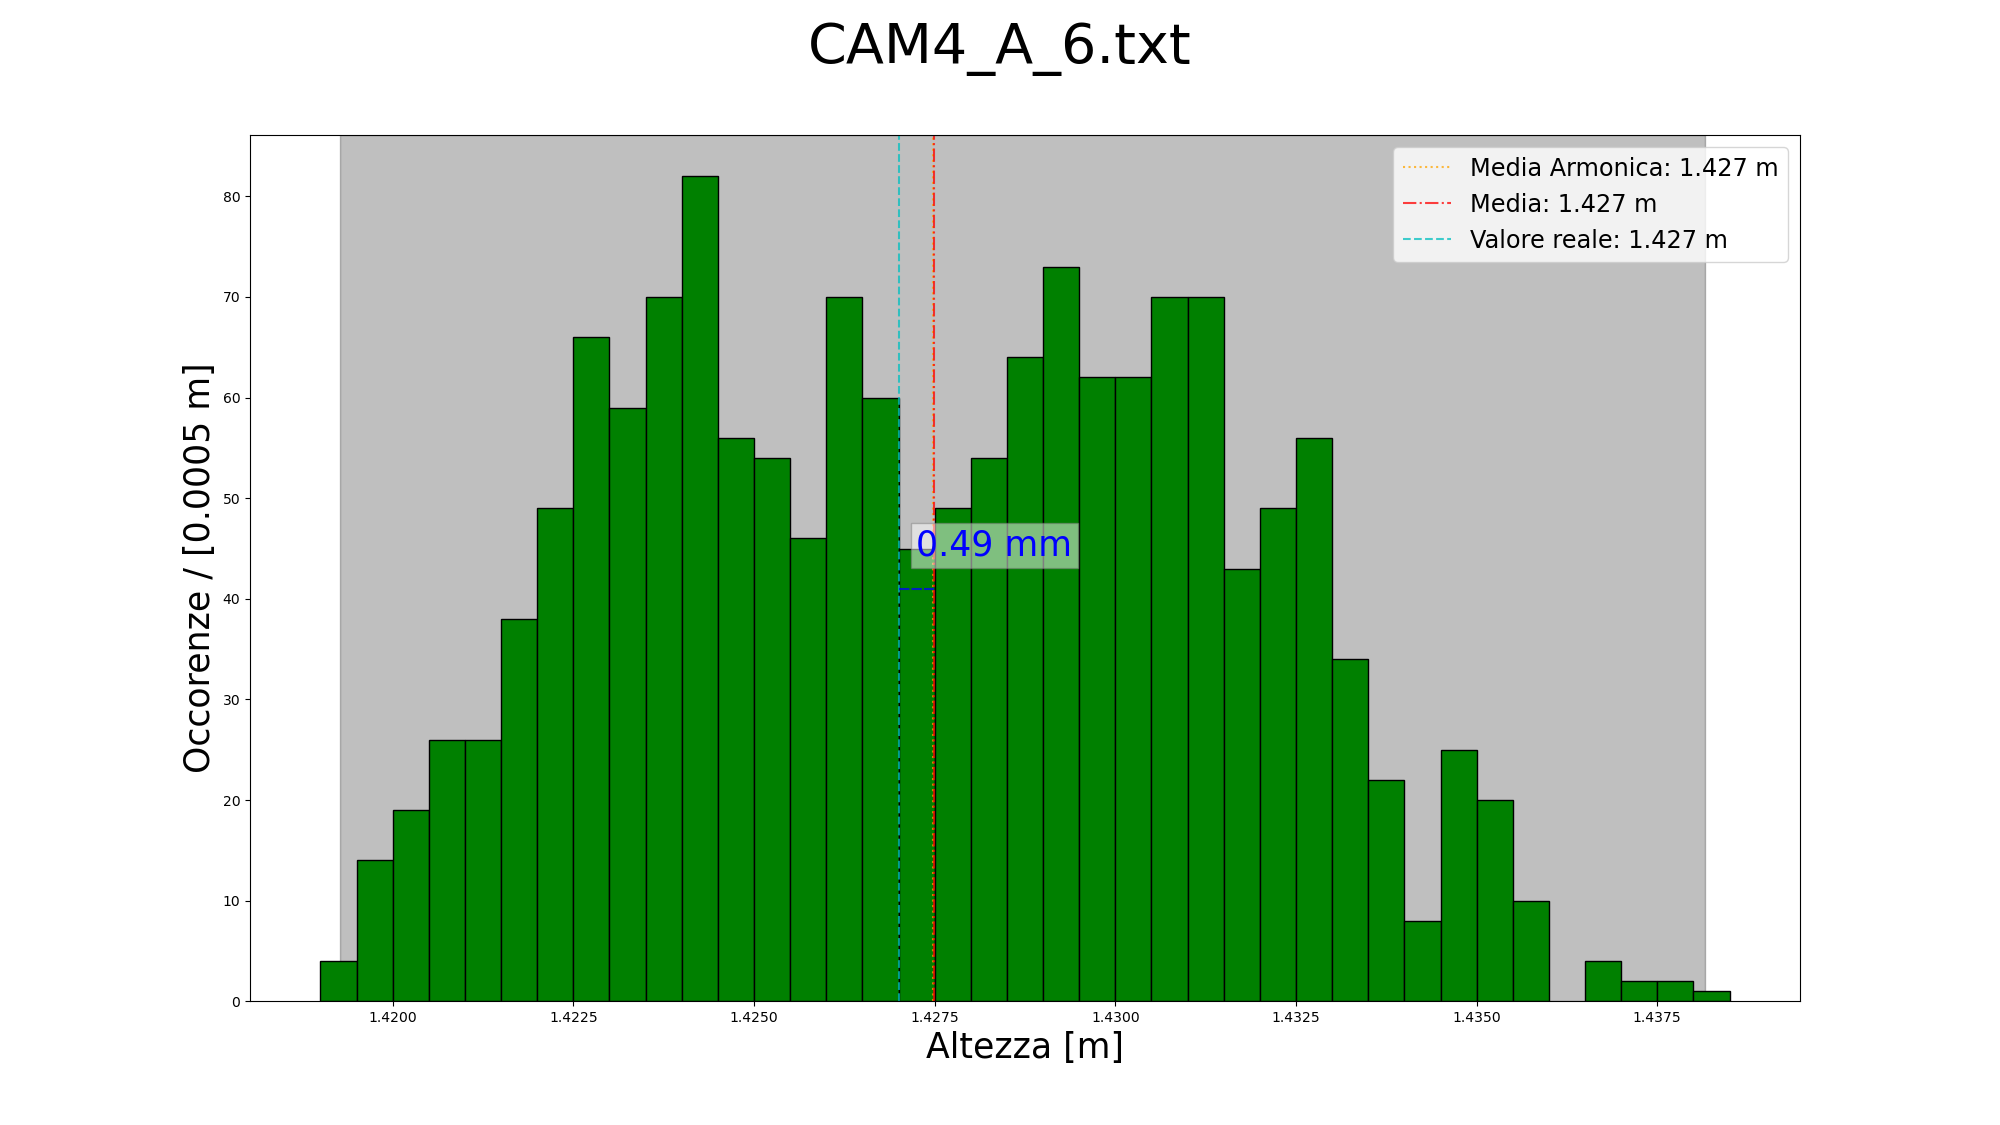 CAM4_A_6.txt
Media Armonica: 1.427 m
Media: 1.427 m
Valore reale: 1.427 m
Occorenze / [0.0005 m]
80
70
60
50
40
30
20
10
0
0.49 mm
1.4200 1.4225 1.4250 1.4275 1.4300 1.4325 1.4350 1.4375
Altezza [m]